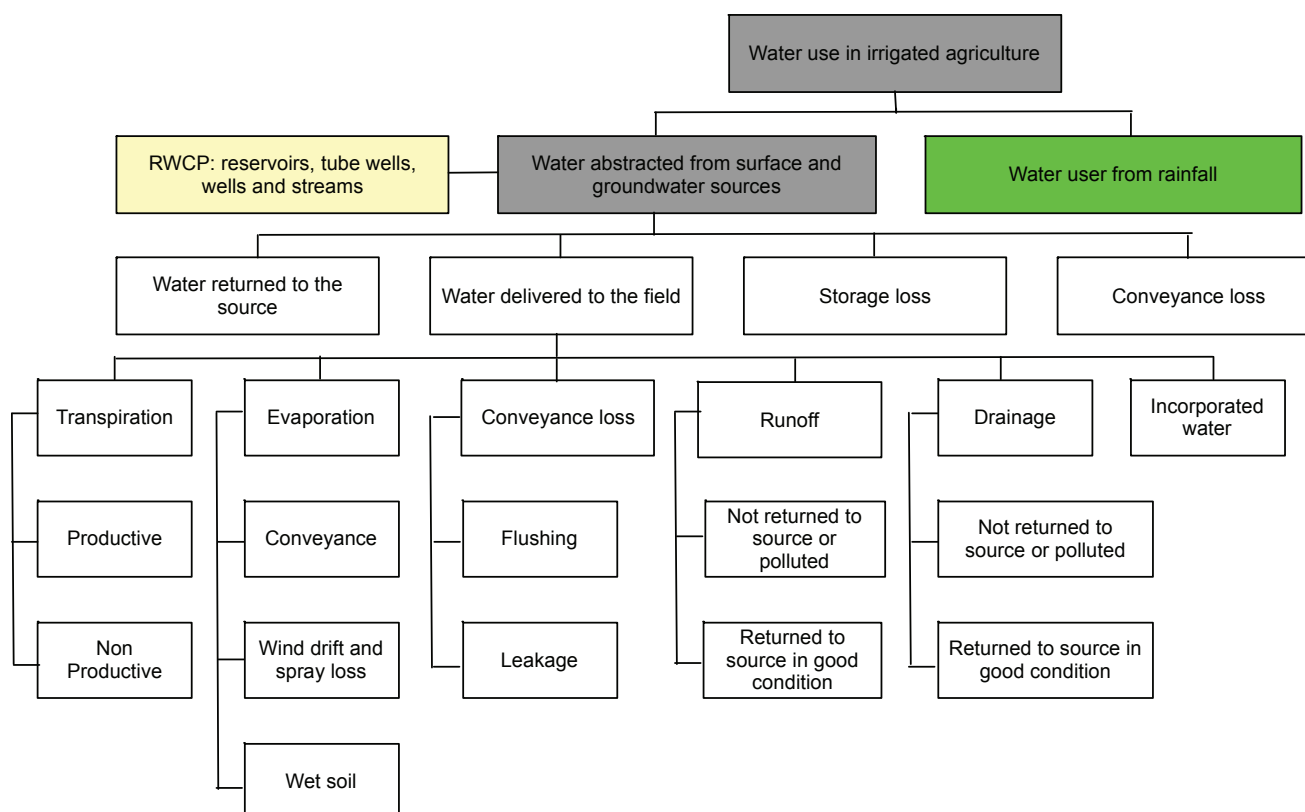 Water use in irrigated agriculture
RWCP: reservoirs, tube wells,
wells and streams
Water abstracted from surface and
groundwater sources
Water user from rainfall
Water returned to the
source
Water delivered to the field
Storage loss
Conveyance loss
Transpiration
Evaporation
Conveyance loss
Runoff
Drainage
Incorporated
water
Productive
Conveyance
Flushing
Not returned to
source or
polluted
Not returned to
source or polluted
Non
Productive
Wind drift and
spray loss
Leakage
Returned to
source in good
condition
Returned to source in
good condition
Wet soil